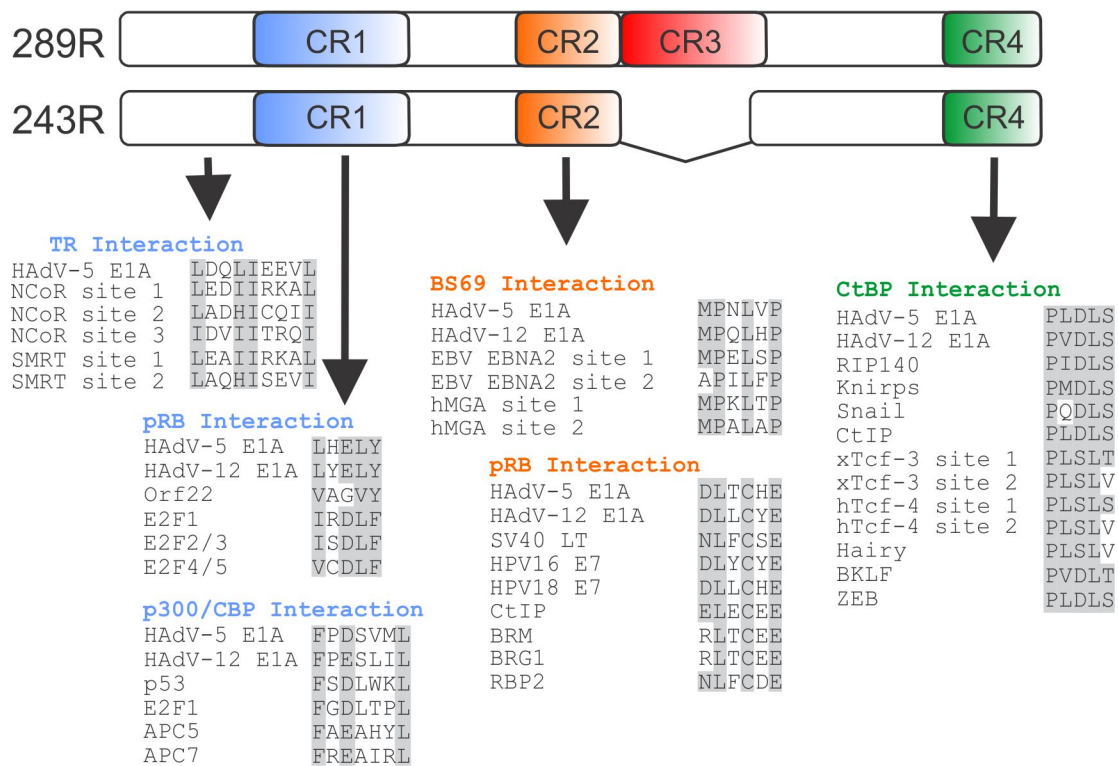 289R CR1 CR2 CR3 CR4
243R CR1 CR2 CR4
TR Interaction
HAdV-5 E1A LDQLIEEVL
NCoR site 1 LEDIIRKAL
NCoR site 2 LADHICQII
NCoR site 3 IDVIITRQI
SMRT site 1 LEAIIRKAL
SMRT site 2 LAQHISEVI
pRB Interaction
HAdV-5 E1A LHELY
HAdV-12 E1A LYELY
Orf22 VAGVY
E2F1 IRDLF
E2F2/3 ISDLF
E2F4/5 VCDLF
p300/CBP Interaction
HAdV-5 E1A FPDSVML
HAdV-12 E1A FPESLIL
p53 FSDLWKL
E2F1 FGDLTPL
APC5 FAEAHYL
APC7 FREAIRL
BS69 Interaction
HAdV-5 E1A MPNLVP
HAdV-12 E1A MPQLHP
EBV EBNA2 site 1 MPELSP
EBV EBNA2 site 2 APILFP
hMGA site 1 MPKLTP
hMGA site 2 MPALAP
pRB Interaction
HAdV-5 E1A DLTCHE
HAdV-12 E1A DLLCYE
SV40 LT NLFCSE
HPV16 E7 DLYCYE
HPV18 E7 DLLCHE
CtIP ELECEE
BRM RLTCEE
BRG1 RLTCEE
RBP2 NLFCDE
CtBP Interaction
HAdV-5 E1A PLDLS
HAdV-12 E1A PVDLS
RIP140 PIDLS
Knirps PMDLS
Snail PQDLS
CtIP PLDLS
xTcf-3 site 1 PLSLT
xTcf-3 site 2 PLSLV
hTcf-4 site 1 PLSLS
hTcf-4 site 2 PLSLV
Hairy PLSLV
BKLF PVDLT
ZEB PLDLS